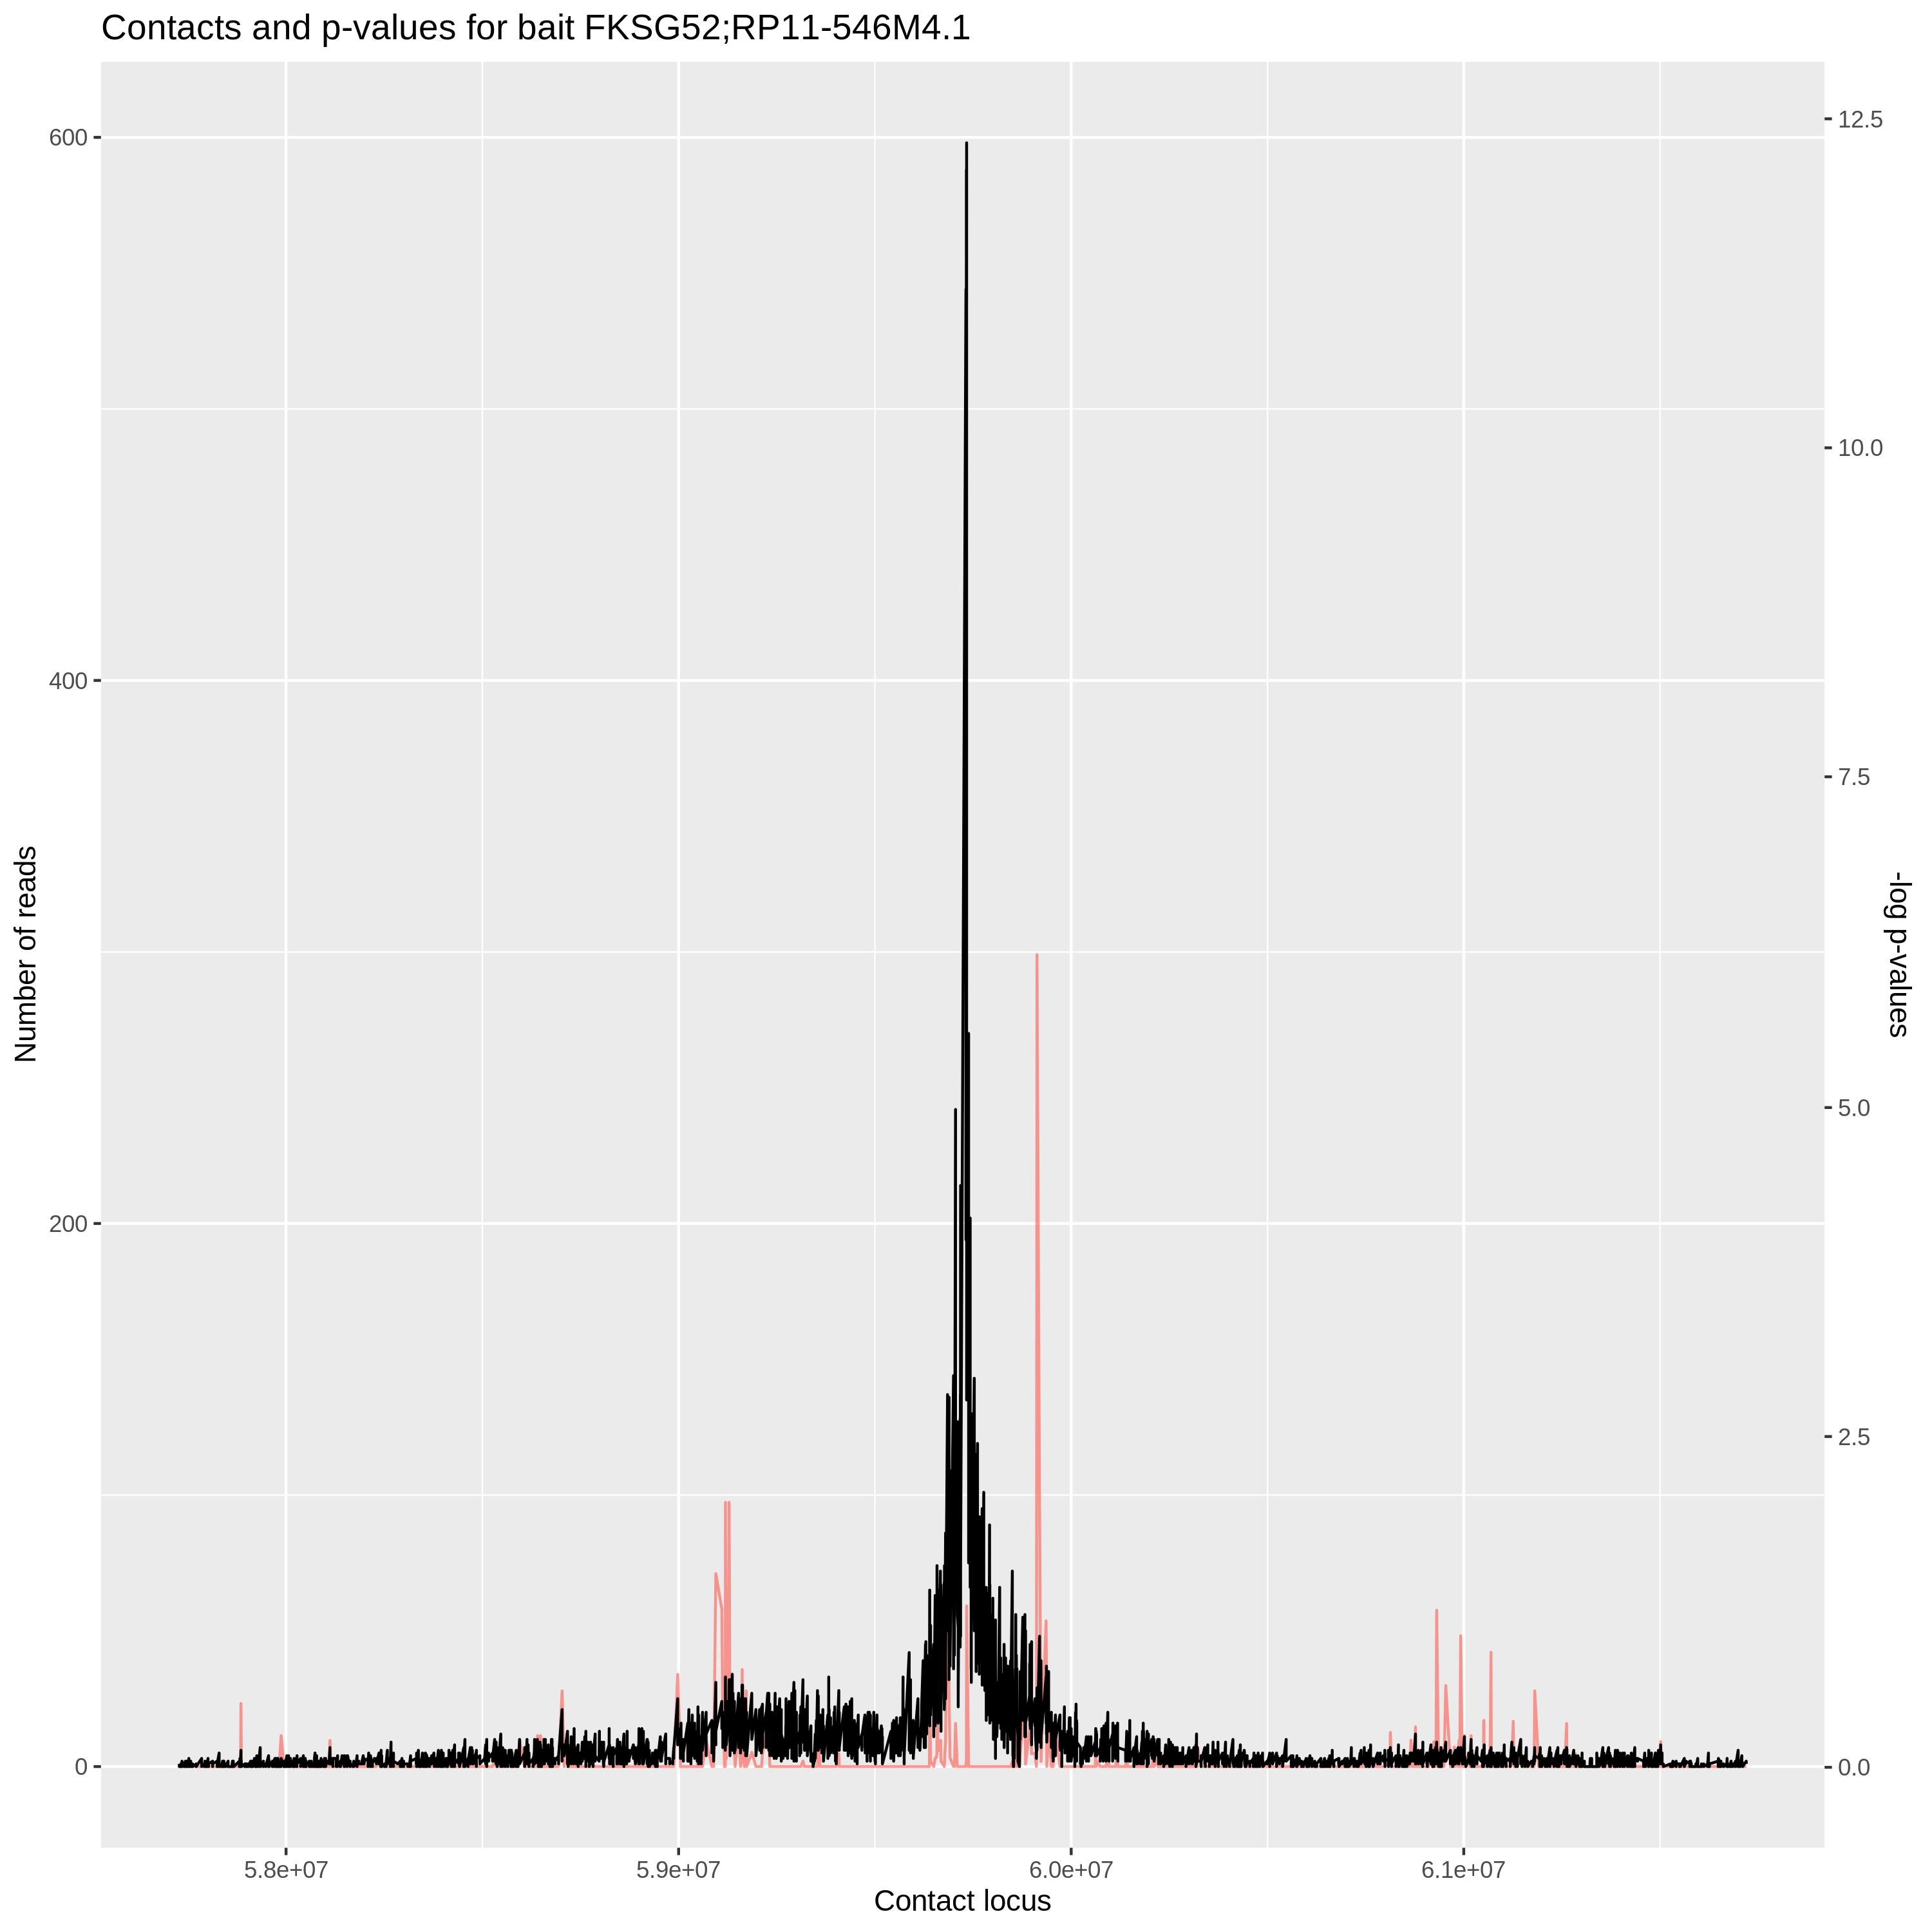 Contacts and p-values for bait FKSG52;RP11-546M4.1
600
400
200
0
Number of reads
12.5
10.0
7.5
5.0
2.5
0.0
-log p-values
5.8e+07
5.9e+07
6.0e+07
6.1e+07
Contact locus